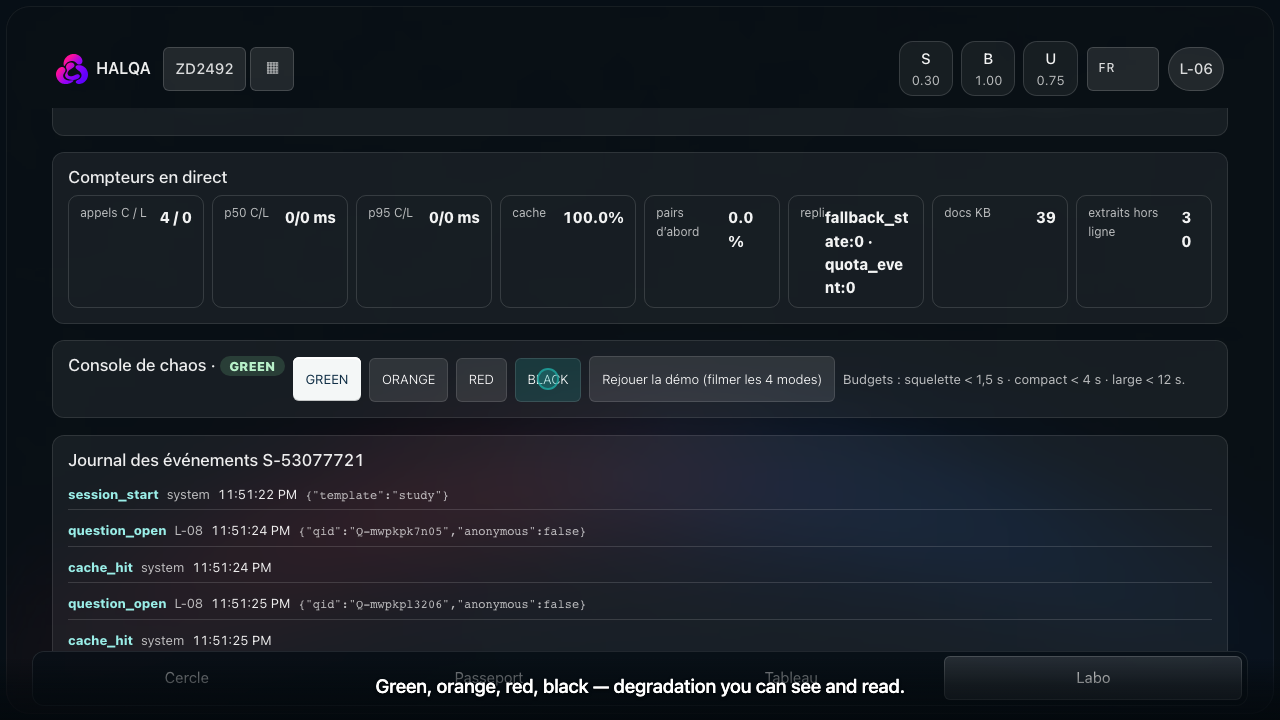 HALQA ZD2492 ▦ S 0.30 B 1.00 U 0.75 FR L-06
Compteurs en direct
appels C / L 4 / 0
p50 C/L 0/0 ms
p95 C/L 0/0 ms
cache 100.0%
pairs d’abord 0.0 %
repli fallback_st
ate:0 ·
quota_eve
nt:0
docs KB 39
extraits hors ligne 3 0
Console de chaos · GREEN GREEN ORANGE RED BLACK Rejouer la démo (filmer les 4 modes) Budgets : squelette < 1,5 s · compact < 4 s · large < 12 s.
Journal des événements S-53077721
session_start system 11:51:22 PM {"template":"study"}
question_open L-08 11:51:24 PM {"qid":"Q-mwpkpk7n05","anonymous":false}
cache_hit system 11:51:24 PM
question_open L-08 11:51:25 PM {"qid":"Q-mwpkpl3206","anonymous":false}
cache_hit system 11:51:25 PM
Cercle Passeport Tableau Labo
Green, orange, red, black — degradation you can see and read.